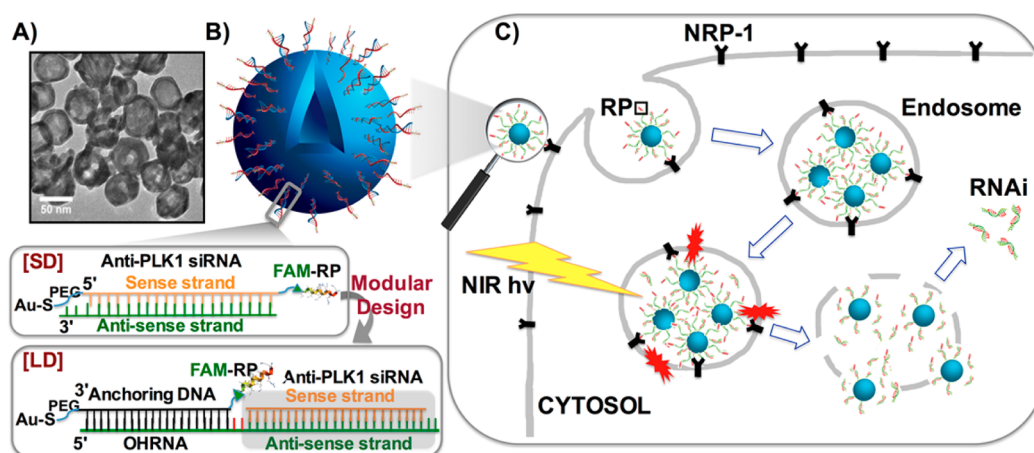 A)
50 nm
B)
[SD]
Anti-PLK1 siRNA
5'
Sense strand
FAM-RP
PEG
Au-S
3'
Anti-sense strand
Modular
Design
[LD]
FAM-RP
Anti-PLK1 siRNA
3'
Anchoring DNA
Sense strand
PEG
Au-S
5'
OHRNA
Anti-sense strand
C)
NRP-1
RP
Endosome
RNAi
NIR hv
CYTOSOL